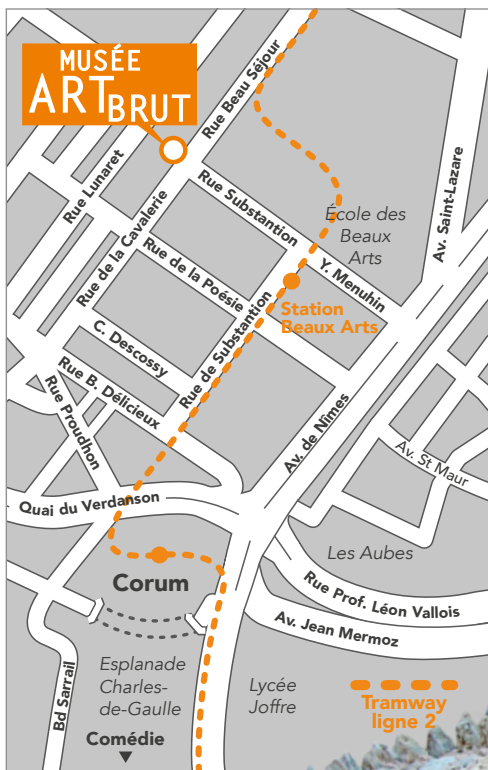 MUSÉE
ART BRUT
Rue Beau Séjour
Rue Lunaret
Av. Saint-Lazare
Rue Substantion
École des
Beaux
Arts
Rue de la Cavalerie
Rue de la Poésie
Y. Menuhin
Station
Beaux Arts
C. Descossy
Rue de Substantion
Rue B. Délicieux
Rue Proudhon
Av. de Nîmes
Av. St Maur
Quai du Verdanson
Les Aubes
Corum
Rue Prof. Léon Vallois
Av. Jean Mermoz
Esplanade
Charles-
de-Gaulle
Lycée
Joffre
Bd Sarrail
Tramway
ligne 2
Comédie